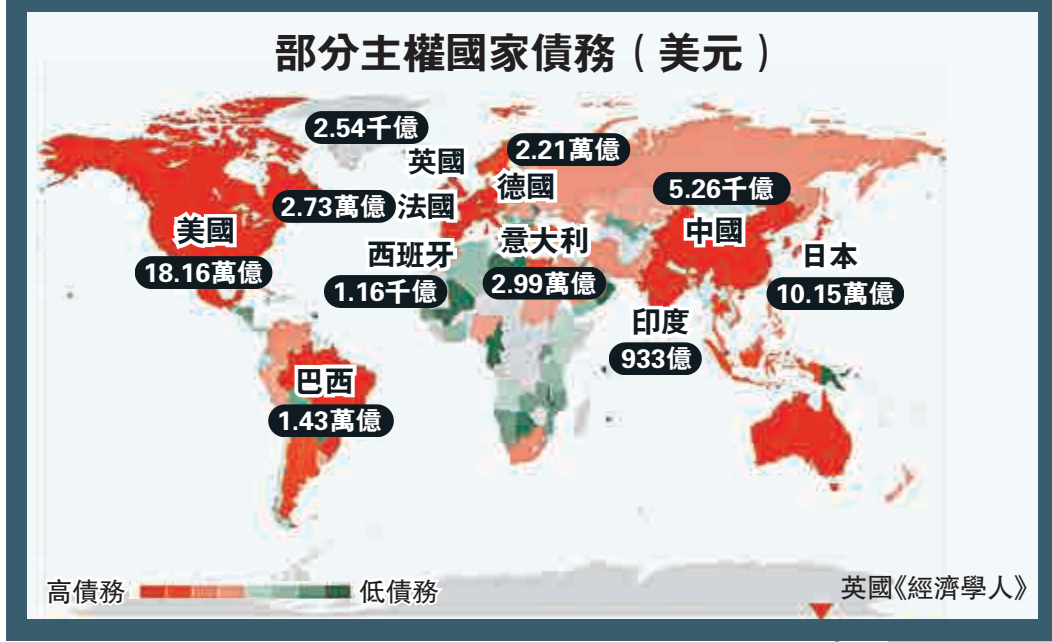 部分主權國家債務（美元）
2.54千億
英國
2.21萬億
德國
5.26千億
2.73萬億
法國
美國
18.16萬億
西班牙
1.16千億
意大利
2.99萬億
中國
日本
10.15萬億
印度
933億
巴西
1.43萬億
高債務
低債務
英國《經濟學人》